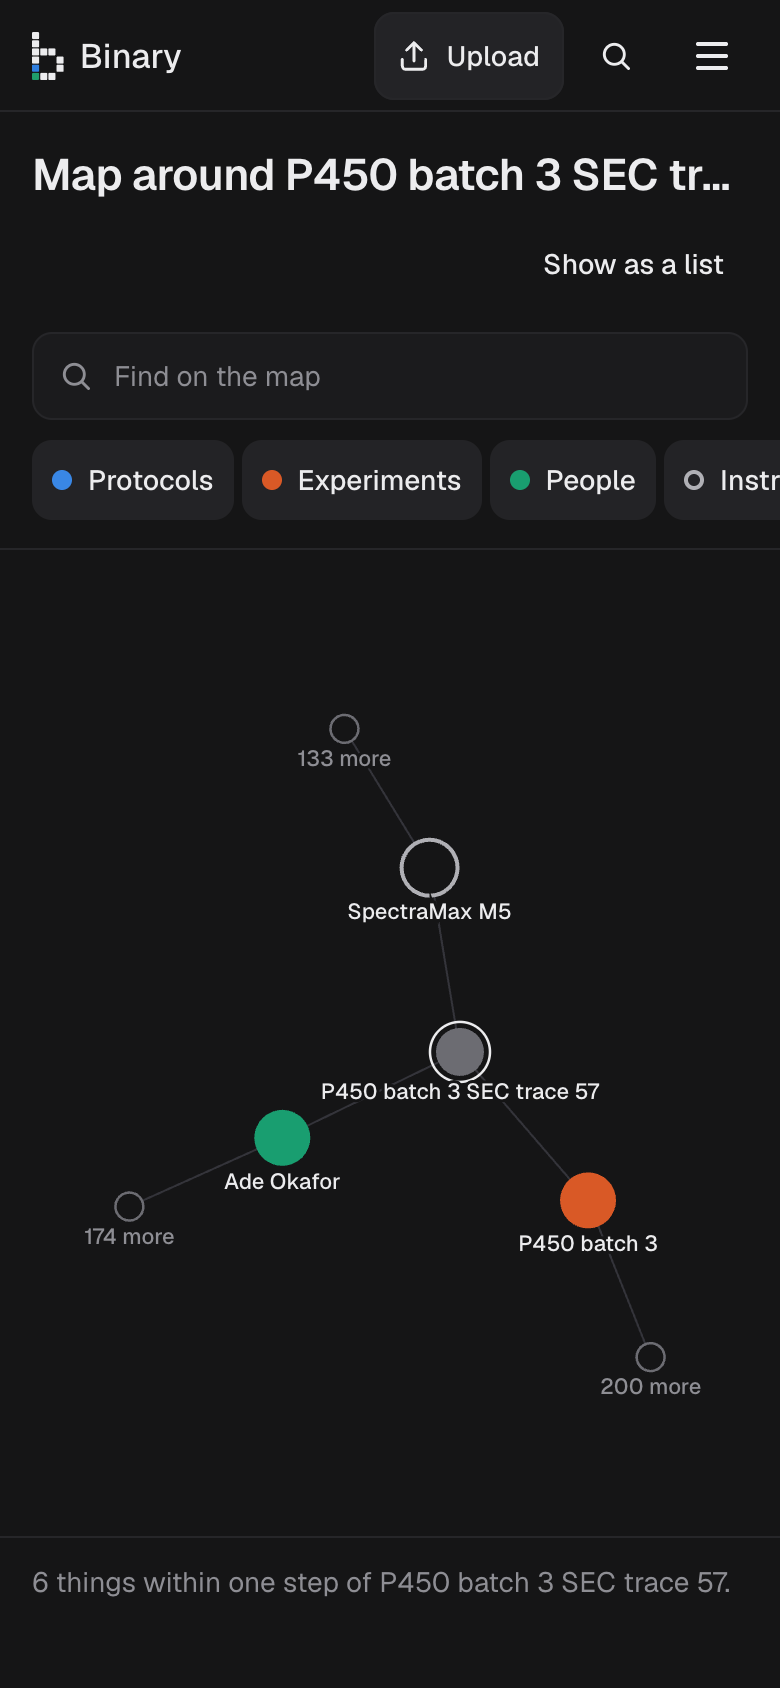 Binary
Upload
Map around P450 batch 3 SEC tr...
Show as a list
Find on the map
Protocols
Experiments
People
Instr
133 more
SpectraMax M5
P450 batch 3 SEC trace 57
Ade Okafor
174 more
P450 batch 3
200 more
6 things within one step of P450 batch 3 SEC trace 57.